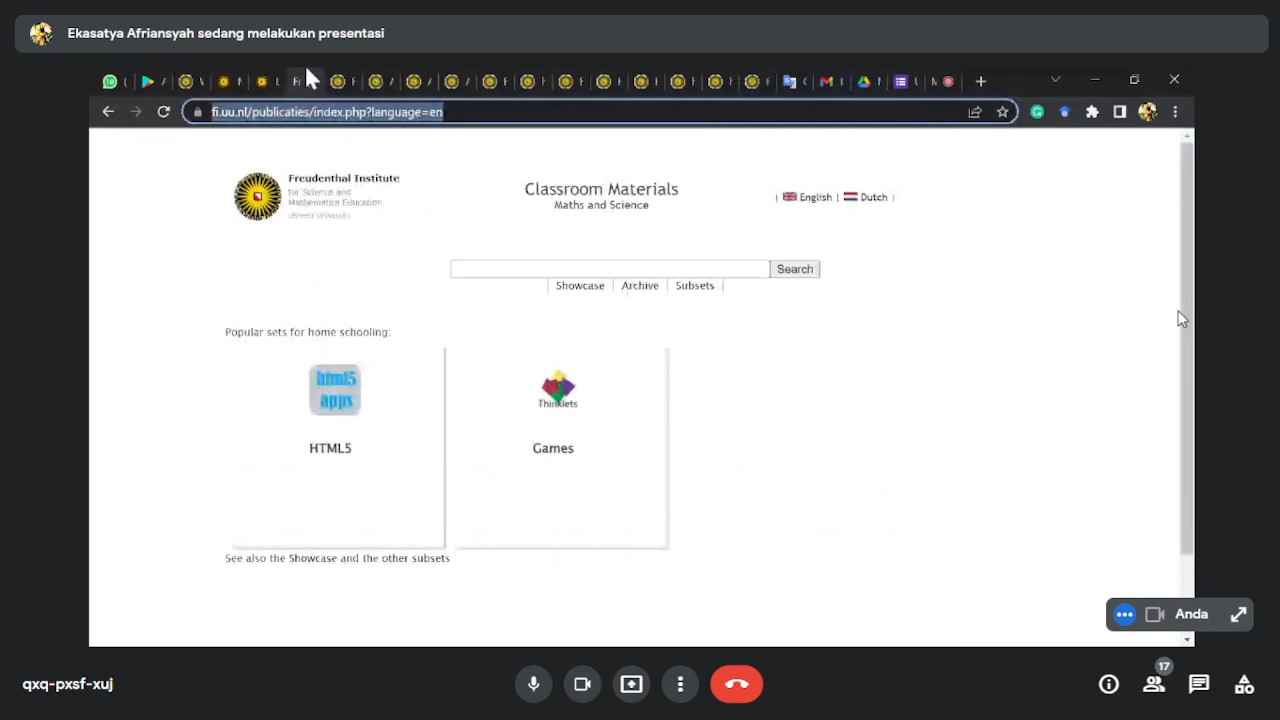 Ekasatya Afriansyah sedang melakukan presentasi
fi.uu.nl/publicaties/index.php?language=en
Freudenthal Institute
for Science and
Mathematics Education
Classroom Materials
Maths and Science
| English | Dutch |
Search
| Showcase | Archive | Subsets |
Popular sets for home schooling:
html5
apps
Thinklets
HTML5
Games
See also the Showcase and the other subsets
Anda
17
qxq-pxsf-xuj